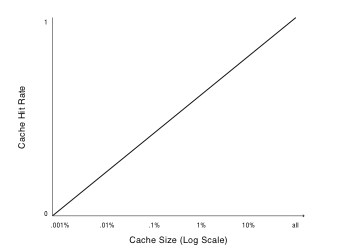 1
Cache Hit Rate
0
.001% .01% .1% 1% 10% all
Cache Size (Log Scale)